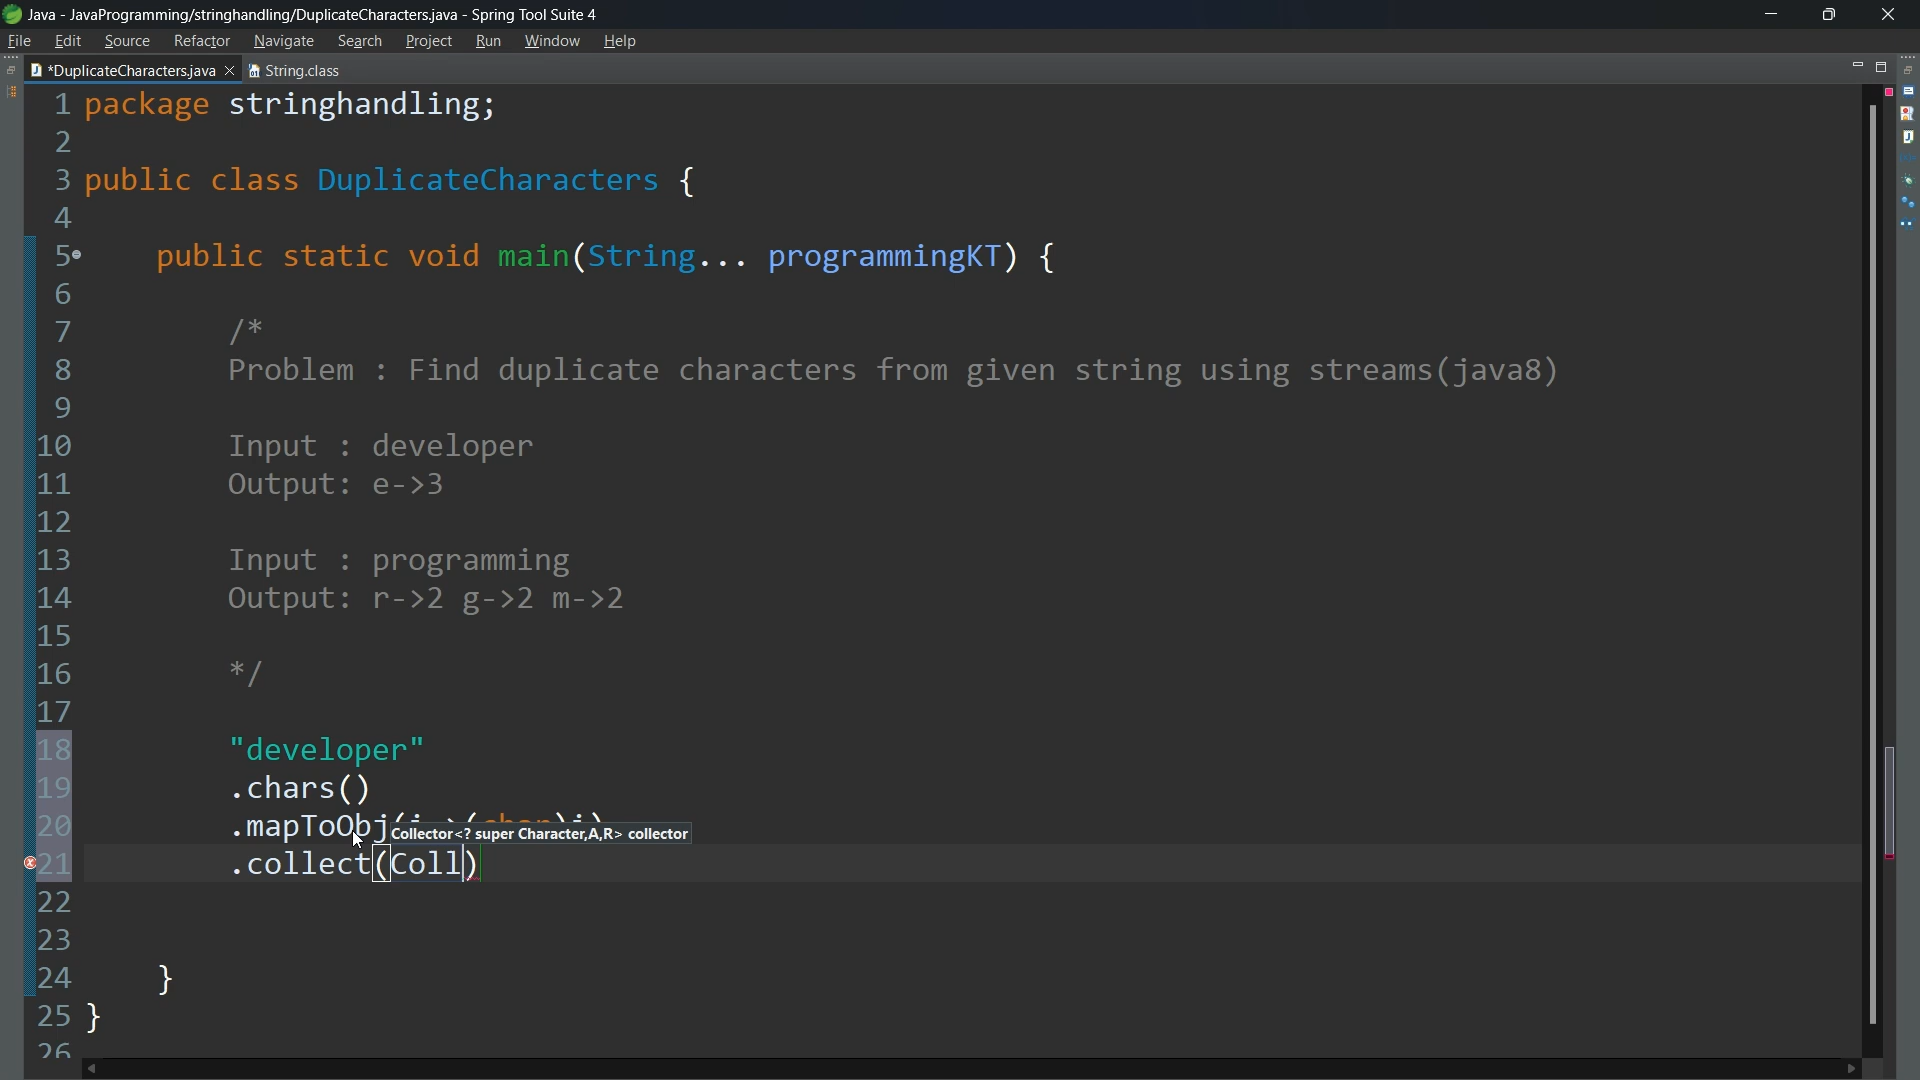 Java - JavaProgramming/stringhandling/DuplicateCharacters.java - Spring Tool Suite 4
File Edit Source Refactor Navigate Search Project Run Window Help
*DuplicateCharacters.java String.class
1 package stringhandling;
2
3 public class DuplicateCharacters {
4
5 public static void main(String... programmingKT) {
6
7 /*
8 Problem : Find duplicate characters from given string using streams(java8)
9
10 Input : developer
11 Output: e->3
12
13 Input : programming
14 Output: r->2 g->2 m->2
15
16 */
17
18 "developer"
19 .chars()
20 .mapToObj(
Collector<? super Character,A,R> collector
21 .collect(Coll)
22
23
24 }
25 }
26